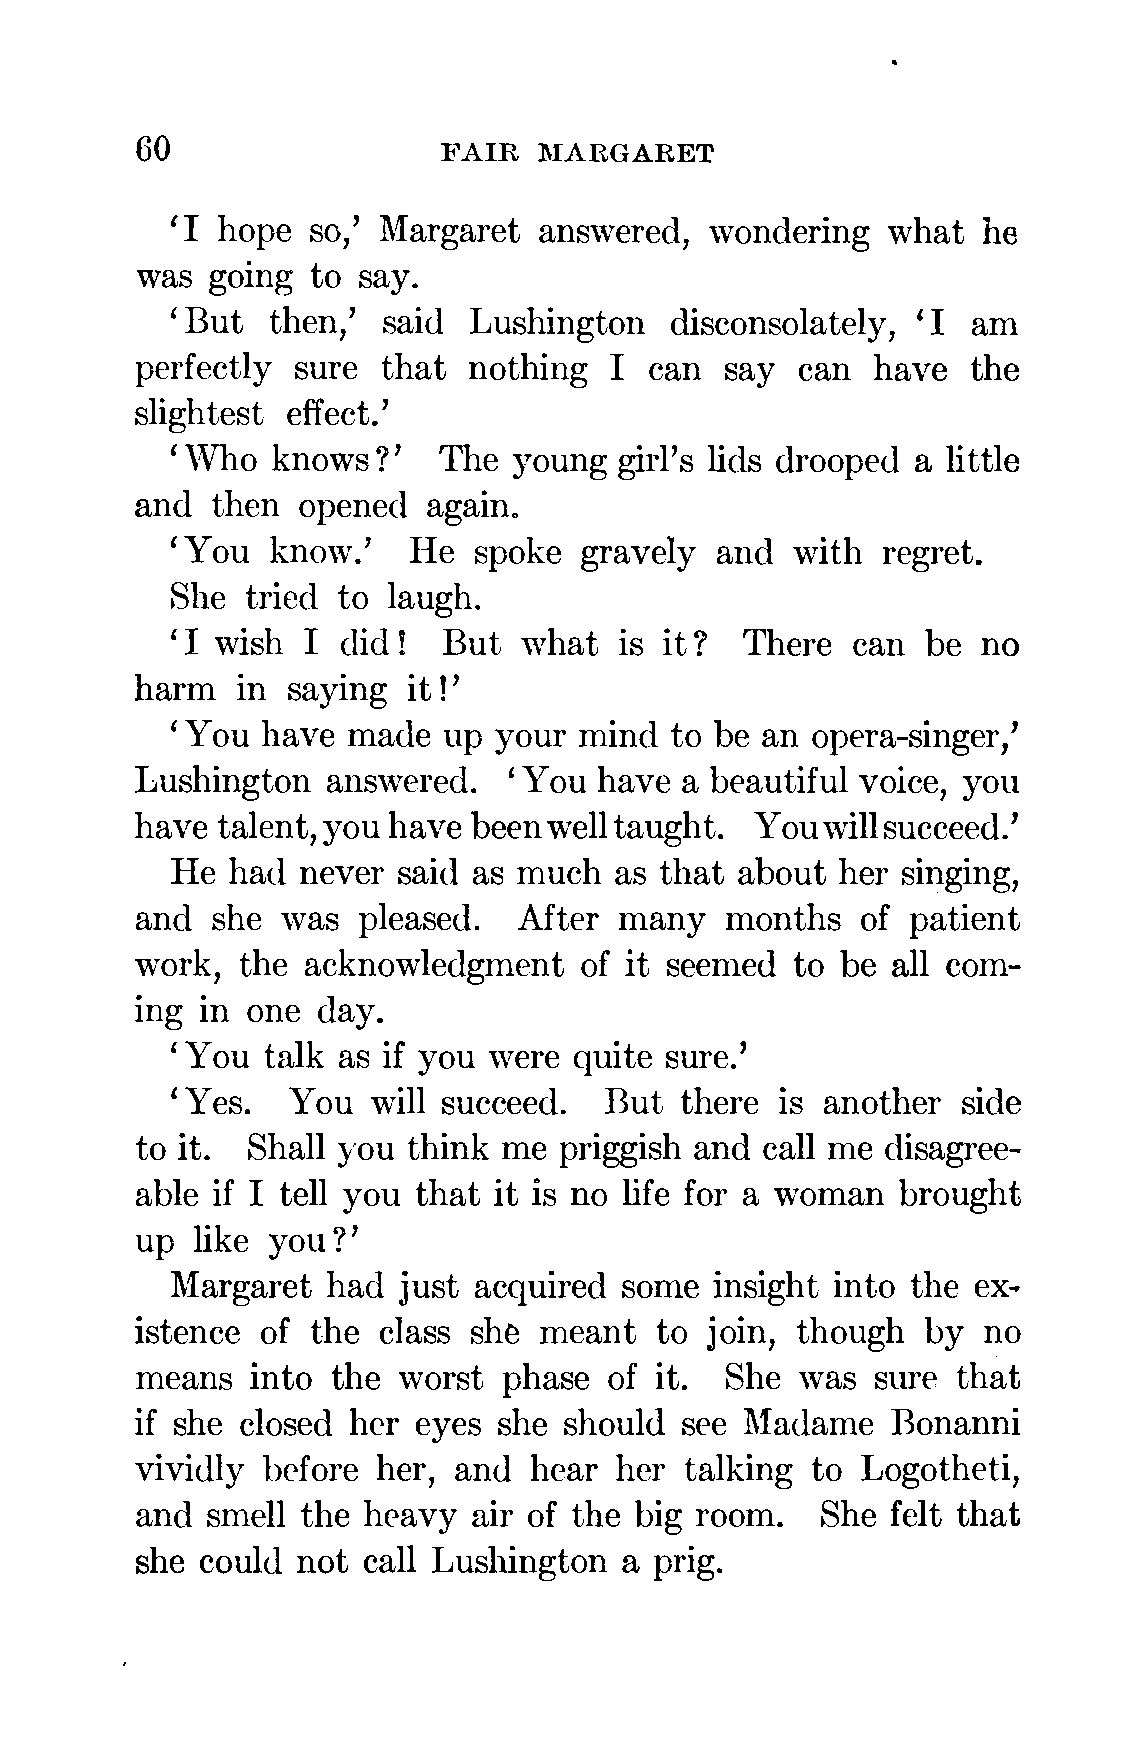 60 FAIR MARGARET
'I hope so,' Margaret answered, wondering what he
was going to say.
'But then,' said Lushington disconsolately, 'I am
perfectly sure that nothing I can say can have the
slightest effect.'
'Who knows?' The young girl's lids drooped a little
and then opened again.
'You know.' He spoke gravely and with regret.
She tried to laugh.
'I wish I did! But what is it? There can be no
harm in saying it!'
'You have made up your mind to be an opera-singer,'
Lushington answered. 'You have a beautiful voice, you
have talent, you have been well taught. You will succeed.'
He had never said as much as that about her singing,
and she was pleased. After many months of patient
work, the acknowledgment of it seemed to be all com-
ing in one day.
'You talk as if you were quite sure.'
'Yes. You will succeed. But there is another side
to it. Shall you think me priggish and call me disagree-
able if I tell you that it is no life for a woman brought
up like you?'
Margaret had just acquired some insight into the ex-
istence of the class she meant to join, though by no
means into the worst phase of it. She was sure that
if she closed her eyes she should see Madame Bonanni
vividly before her, and hear her talking to Logotheti,
and smell the heavy air of the big room. She felt that
she could not call Lushington a prig.